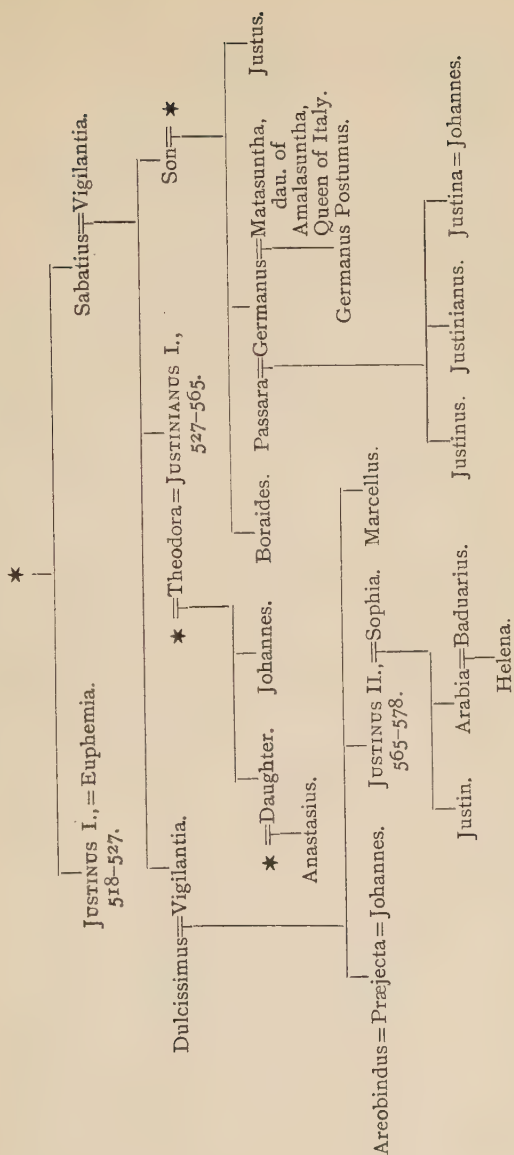 *
JUSTINUS I.,=Euphemia.
518–527.
Sabatius=Vigilantia.
Dulcissimus=Vigilantia.
*=Theodora=JUSTINIANUS I.,
527–565.
Son=*
*=Daughter.
Johannes.
Anastasius.
Boraides.
Passara=Germanus=Matasuntha,
dau. of
Amalasuntha,
Queen of Italy.
Justus.
Germanus Postumus.
Areobindus=Præjecta=Johannes.
JUSTINUS II.,=Sophia.
565–578.
Marcellus.
Justinus.
Justinianus.
Justina=Johannes.
Justin.
Arabia=Baduarius.
Helena.